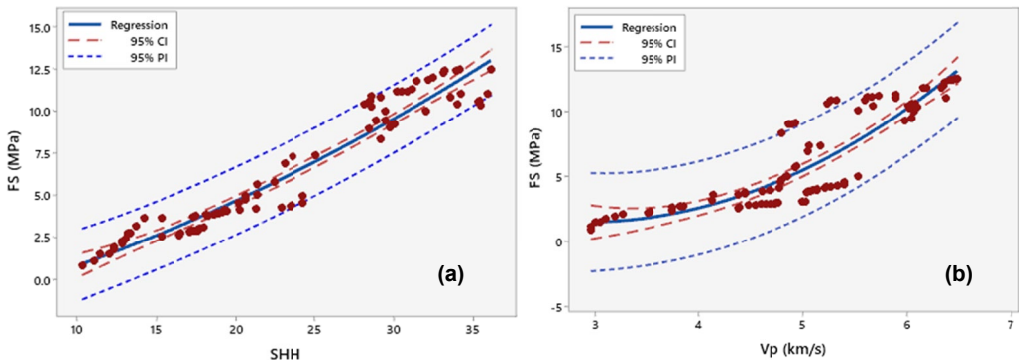 15.0
12.5
10.0
7.5
5.0
2.5
0.0
FS (MPa)
Regression
95% CI
95% PI
(a)
10 15 20 25 30 35
SHH
15
10
5
0
-5
FS (MPa)
Regression
95% CI
95% PI
(b)
3 4 5 6 7
Vp (km/s)